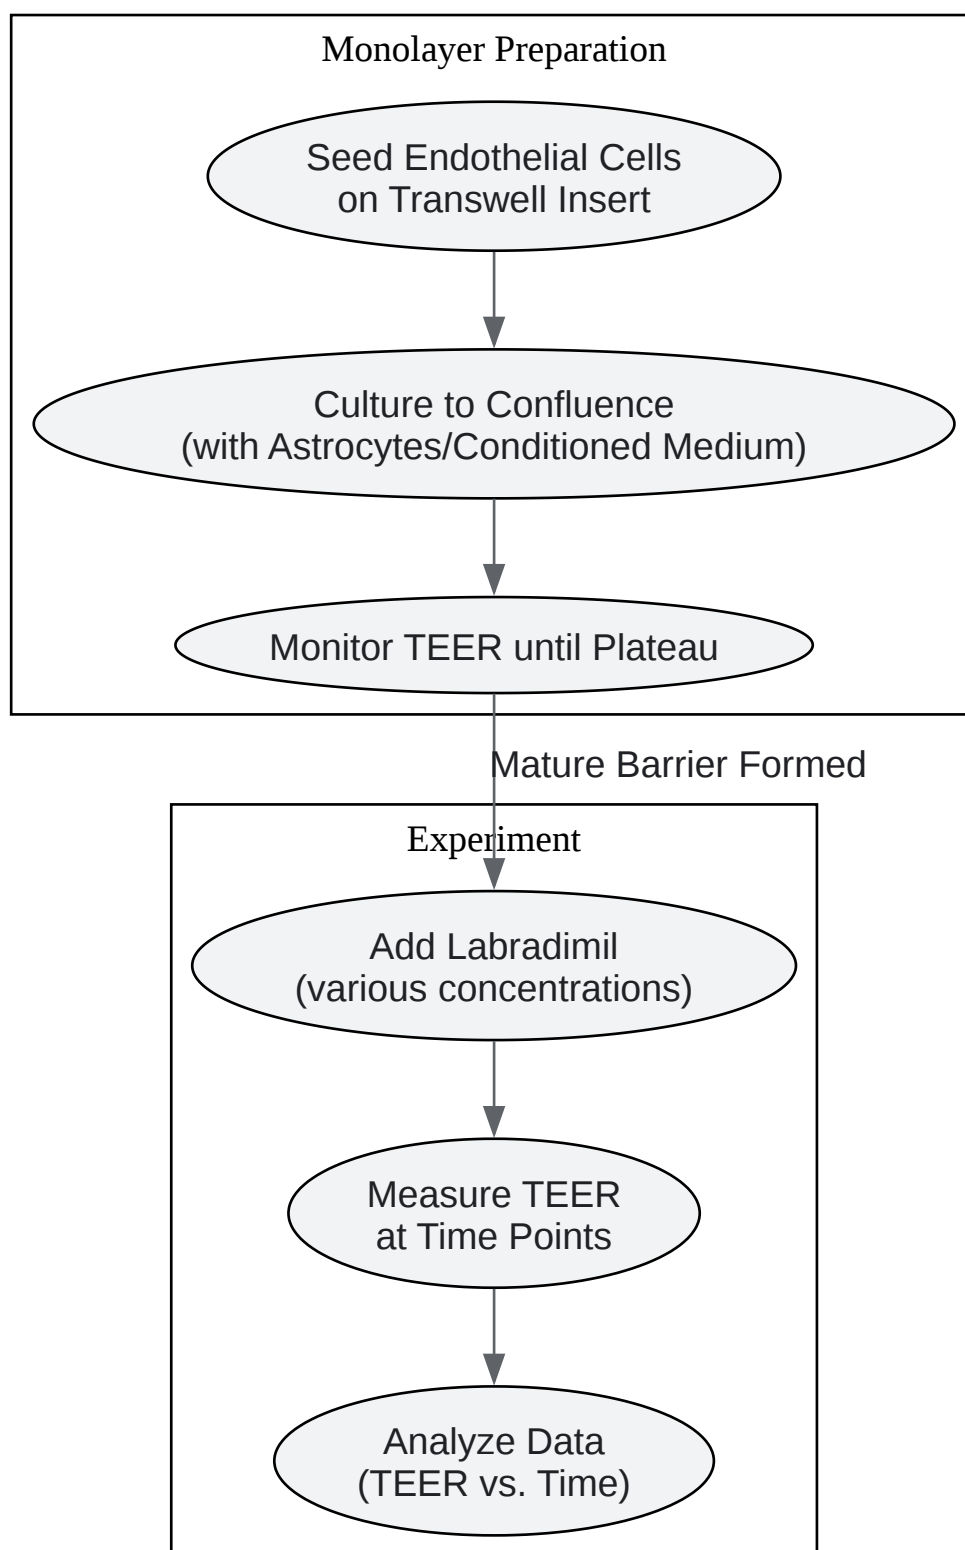 Monolayer Preparation
Seed Endothelial Cells
on Transwell Insert
Culture to Confluence
(with Astrocytes/Conditioned Medium)
Monitor TEER until Plateau
Mature Barrier Formed
Experiment
Add Labradimil
(various concentrations)
Measure TEER
at Time Points
Analyze Data
(TEER vs. Time)